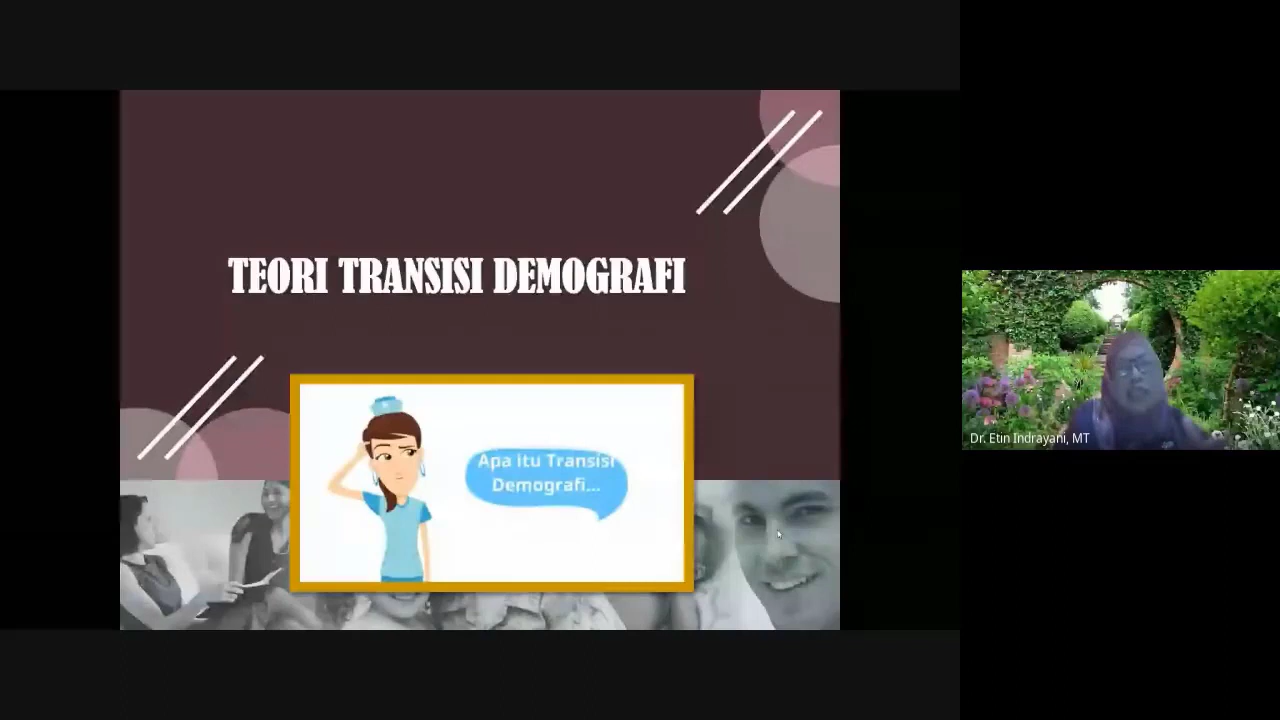 TEORI TRANSISI DEMOGRAFI
Apa itu Transisi
Demografi...
Dr. Etin Indrayani, MT